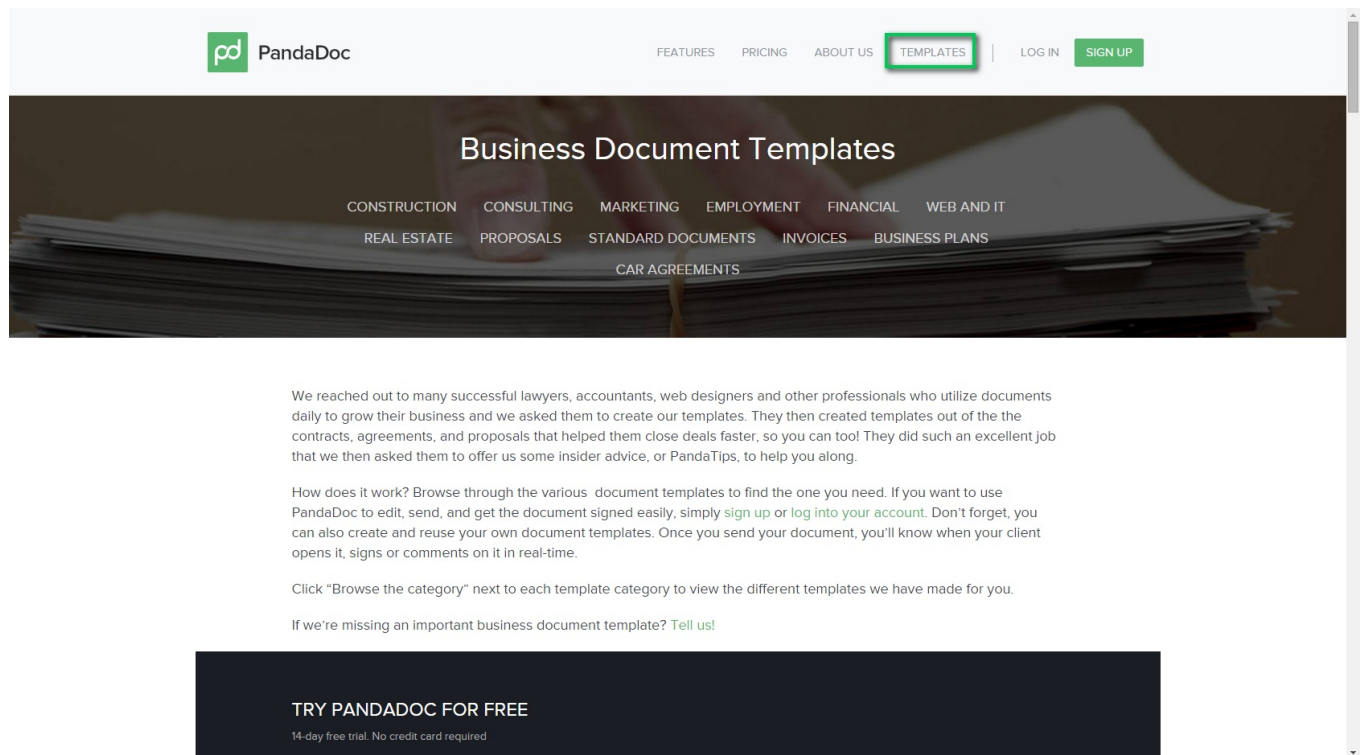 pd PandaDoc
FEATURES PRICING ABOUT US TEMPLATES LOG IN SIGN UP
Business Document Templates
CONSTRUCTION CONSULTING MARKETING EMPLOYMENT FINANCIAL WEB AND IT
REAL ESTATE PROPOSALS STANDARD DOCUMENTS INVOICES BUSINESS PLANS
CAR AGREEMENTS
We reached out to many successful lawyers, accountants, web designers and other professionals who utilize documents
daily to grow their business and we asked them to create our templates. They then created templates out of the the
contracts, agreements, and proposals that helped them close deals faster, so you can too! They did such an excellent job
that we then asked them to offer us some insider advice, or PandaTips, to help you along.
How does it work? Browse through the various document templates to find the one you need. If you want to use
PandaDoc to edit, send, and get the document signed easily, simply sign up or log into your account. Don't forget, you
can also create and reuse your own document templates. Once you send your document, you'll know when your client
opens it, signs or comments on it in real-time.
Click “Browse the category” next to each template category to view the different templates we have made for you.
If we're missing an important business document template? Tell us!
TRY PANDADOC FOR FREE
14-day free trial. No credit card required